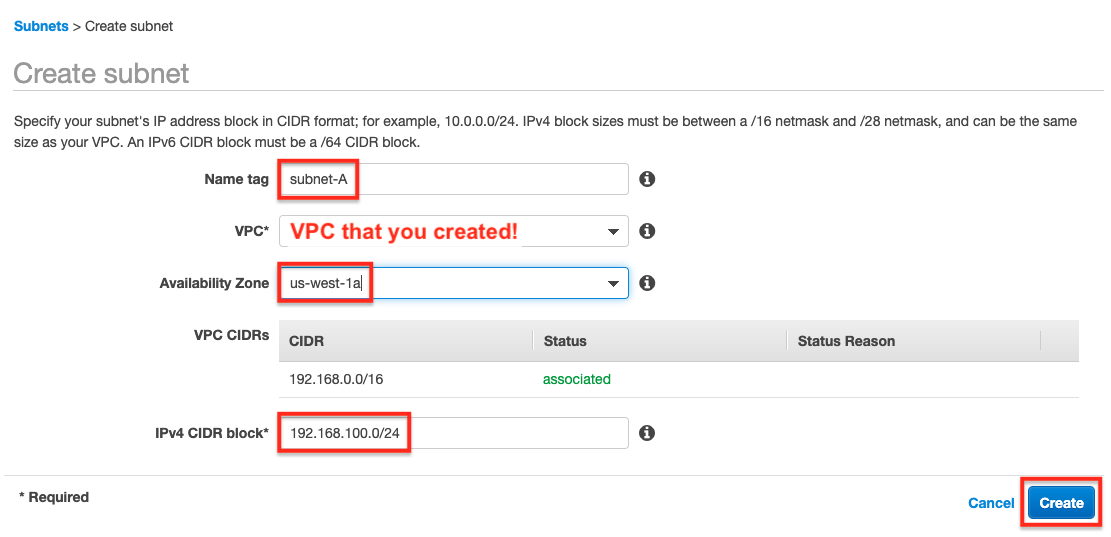 Subnets > Create subnet
Create subnet
Specify your subnet's IP address block in CIDR format; for example, 10.0.0.0/24. IPv4 block sizes must be between a /16 netmask and /28 netmask, and can be the same
size as your VPC. An IPv6 CIDR block must be a /64 CIDR block.
Name tag subnet-A
VPC* VPC that you created!
Availability Zone us-west-1a
VPC CIDRs CIDR Status Status Reason
192.168.0.0/16 associated
IPv4 CIDR block* 192.168.100.0/24
* Required Cancel Create